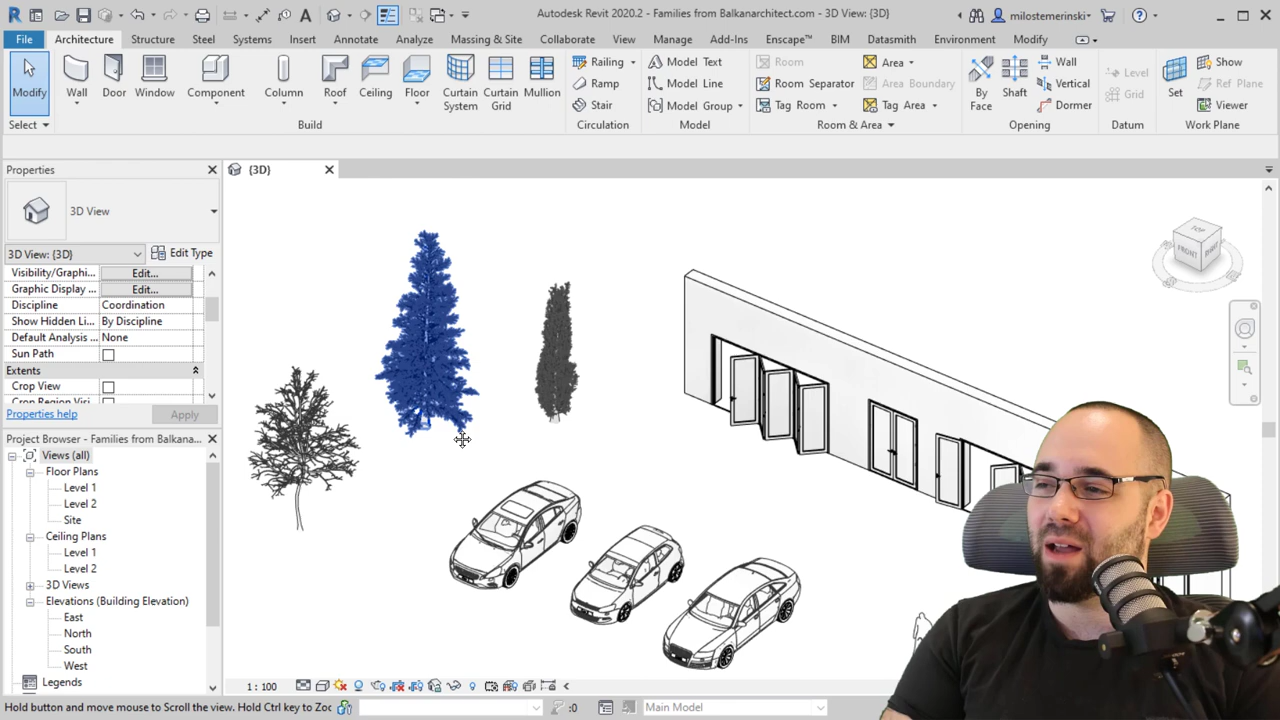 Autodesk Revit 2020.2 - Families from Balkanarchitect.com - 3D View: {3D}
milostemerinski
File Architecture Structure Steel Systems Insert Annotate Analyze Massing & Site Collaborate View Manage Add-Ins Enscape™ BIM Datasmith Environment Modify
Modify Wall Door Window Component Column Roof Ceiling Floor Curtain System Curtain Grid Mullion
Railing Model Text Room Area Wall Level Show
Ramp Model Line Room Separator Area Boundary By Face Shaft Vertical Grid Set Ref Plane
Stair Model Group Tag Room Tag Area Dormer Viewer
Select Build Circulation Model Room & Area Opening Datum Work Plane
Properties
{3D}
3D View
3D View: {3D} Edit Type
Visibility/Graphi... Edit...
Graphic Display ... Edit...
Discipline Coordination
Show Hidden Li... By Discipline
Default Analysis ... None
Sun Path
Extents
Crop View
Crop Region Visi
Properties help Apply
Project Browser - Families from Balkana...
Views (all)
Floor Plans
Level 1
Level 2
Site
Ceiling Plans
Level 1
Level 2
3D Views
Elevations (Building Elevation)
East
North
South
West
Legends
TOP
FRONT
1 : 100
Hold button and move mouse to Scroll the view. Hold Ctrl key to Zoc
:0
Main Model